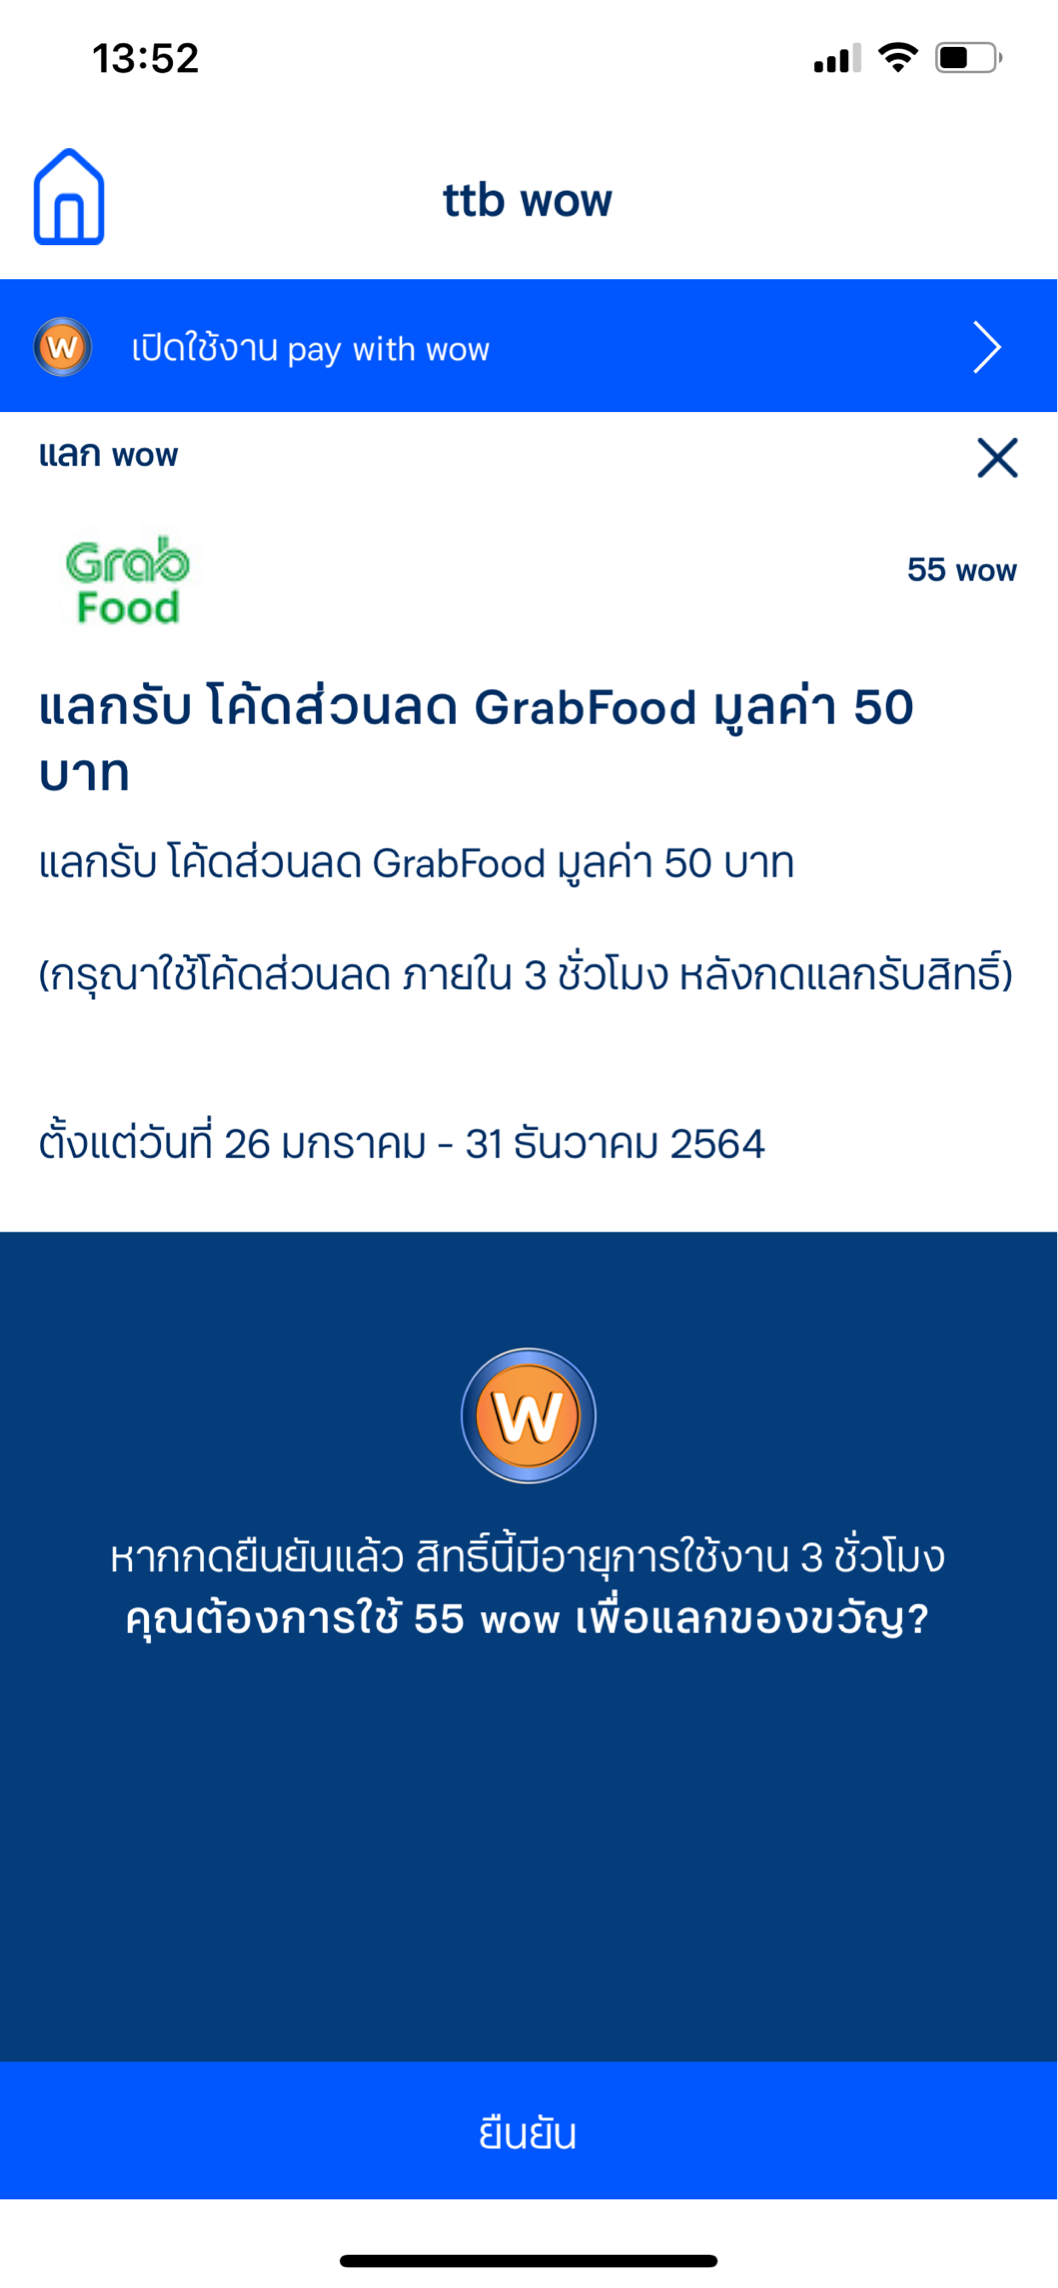 13:52
ttb wow
W เปิดใช้งาน pay with wow
แลก wow
Grab
Food
55 wow
แลกรับ โค้ดส่วนลด GrabFood มูลค่า 50
บาท
แลกรับ โค้ดส่วนลด GrabFood มูลค่า 50 บาท
(กรุณาใช้โค้ดส่วนลด ภายใน 3 ชั่วโมง หลังกดแลกรับสิทธิ์)
ตั้งแต่วันที่ 26 มกราคม - 31 ธันวาคม 2564
W
หากกดยืนยันแล้ว สิทธิ์นี้มีอายุการใช้งาน 3 ชั่วโมง
คุณต้องการใช้ 55 wow เพื่อแลกของขวัญ?
ยืนยัน